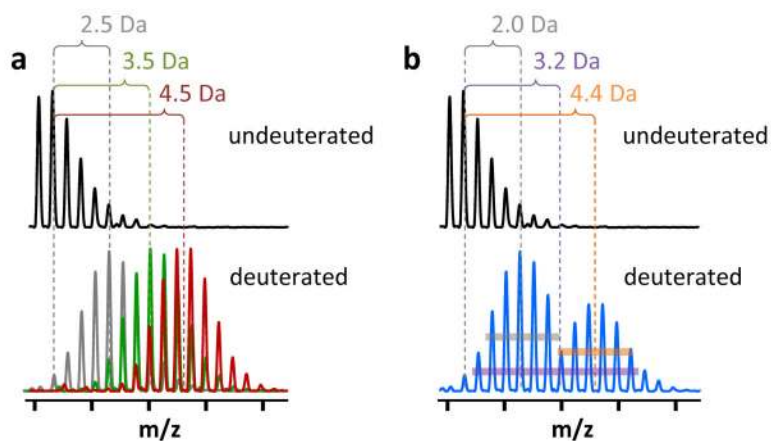 a
2.5 Da
3.5 Da
4.5 Da
undeuterated
deuterated
m/z
b
2.0 Da
3.2 Da
4.4 Da
undeuterated
deuterated
m/z